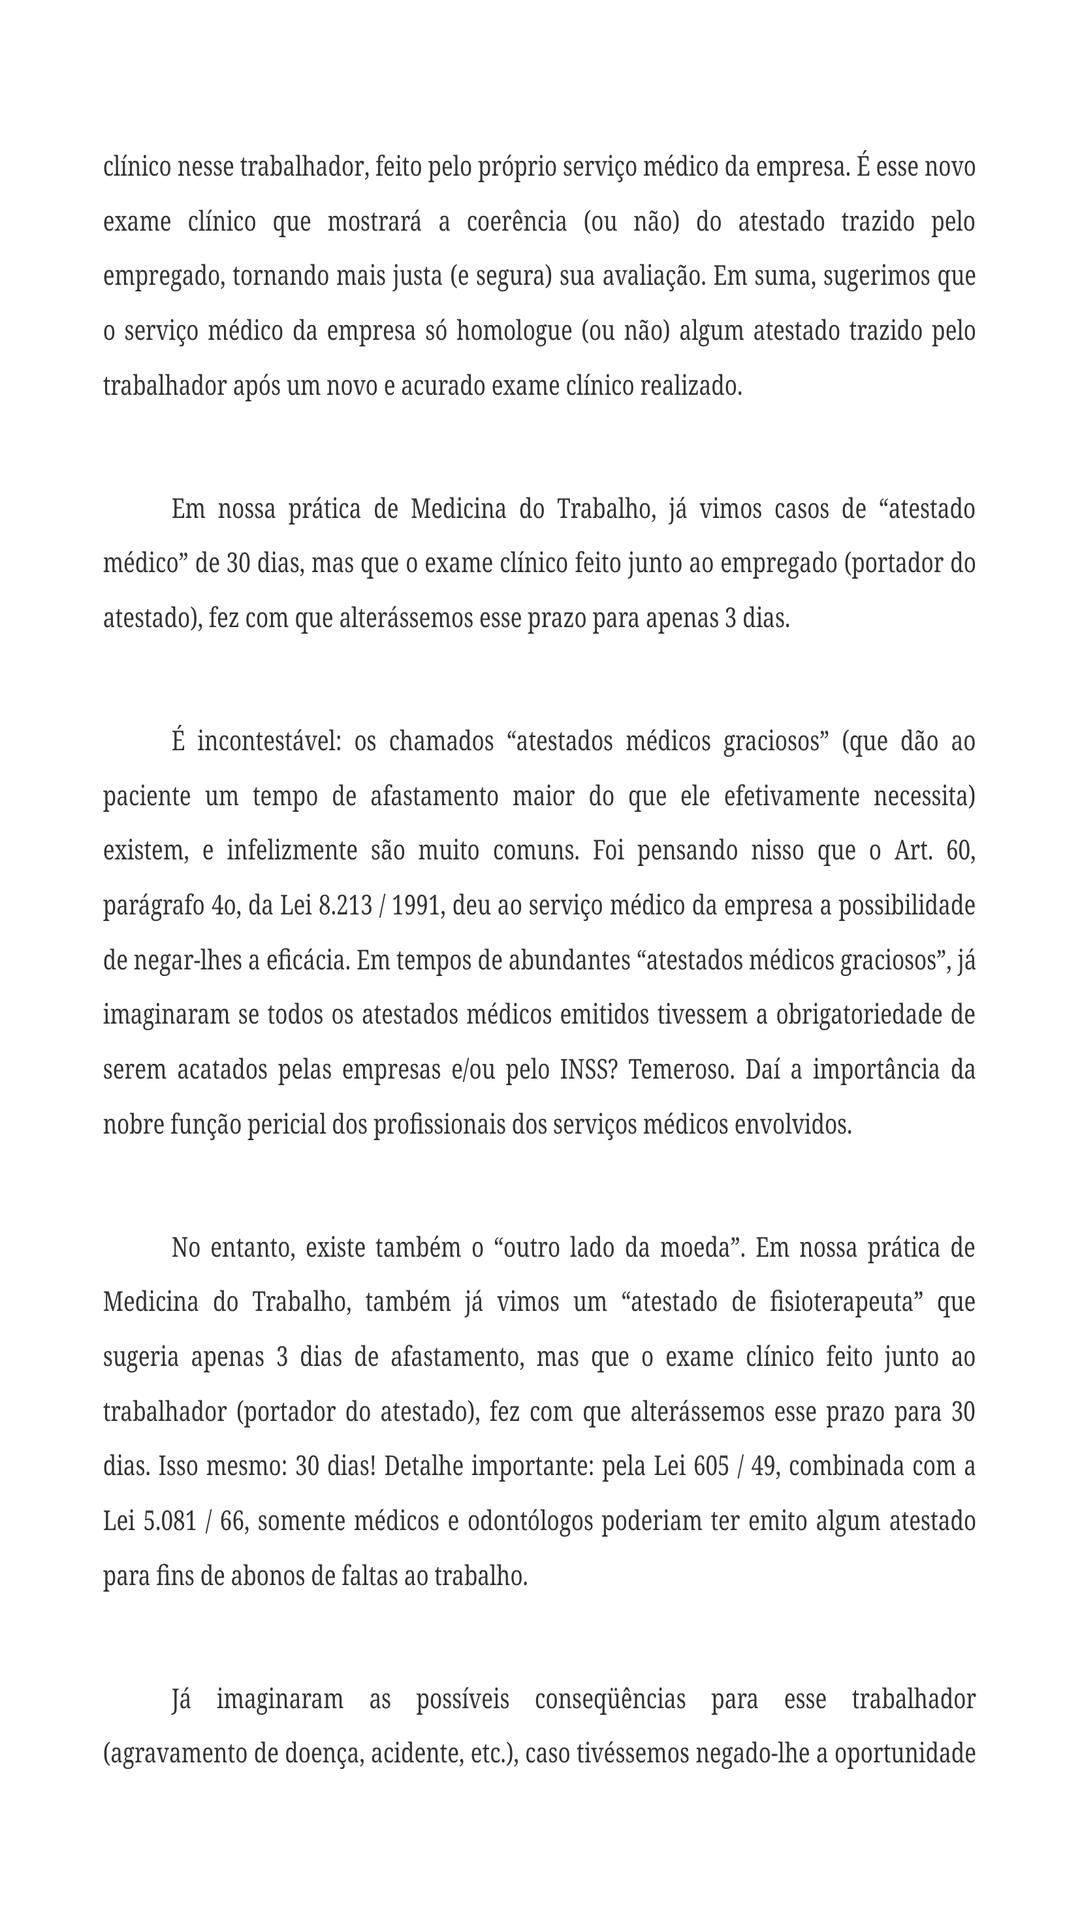 clínico nesse trabalhador, feito pelo próprio serviço médico da empresa. É esse novo
exame clínico que mostrará a coerência (ou não) do atestado trazido pelo
empregado, tornando mais justa (e segura) sua avaliação. Em suma, sugerimos que
o serviço médico da empresa só homologue (ou não) algum atestado trazido pelo
trabalhador após um novo e acurado exame clínico realizado.
Em nossa prática de Medicina do Trabalho, já vimos casos de “atestado
médico” de 30 dias, mas que o exame clínico feito junto ao empregado (portador do
atestado), fez com que alterássemos esse prazo para apenas 3 dias.
É incontestável: os chamados “atestados médicos graciosos” (que dão ao
paciente um tempo de afastamento maior do que ele efetivamente necessita)
existem, e infelizmente são muito comuns. Foi pensando nisso que o Art. 60,
parágrafo 4o, da Lei 8.213 / 1991, deu ao serviço médico da empresa a possibilidade
de negar-lhes a eficácia. Em tempos de abundantes “atestados médicos graciosos”, já
imaginaram se todos os atestados médicos emitidos tivessem a obrigatoriedade de
serem acatados pelas empresas e/ou pelo INSS? Temeroso. Daí a importância da
nobre função pericial dos profissionais dos serviços médicos envolvidos.
No entanto, existe também o “outro lado da moeda”. Em nossa prática de
Medicina do Trabalho, também já vimos um “atestado de fisioterapeuta” que
sugeria apenas 3 dias de afastamento, mas que o exame clínico feito junto ao
trabalhador (portador do atestado), fez com que alterássemos esse prazo para 30
dias. Isso mesmo: 30 dias! Detalhe importante: pela Lei 605 / 49, combinada com a
Lei 5.081 / 66, somente médicos e odontólogos poderiam ter emito algum atestado
para fins de abonos de faltas ao trabalho.
Já imaginaram as possíveis conseqüências para esse trabalhador
(agravamento de doença, acidente, etc.), caso tivéssemos negado-lhe a oportunidade